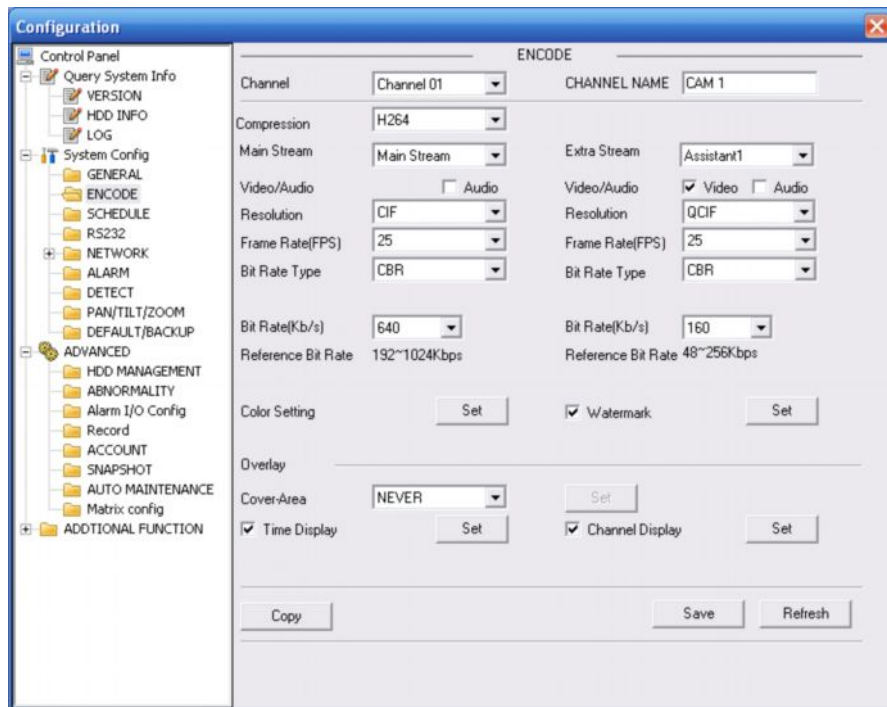 Configuration
Control Panel
Query System Info
VERSION
HDD INFO
LOG
System Config
GENERAL
ENCODE
SCHEDULE
RS232
NETWORK
ALARM
DETECT
PAN/TILT/ZOOM
DEFAULT/BACKUP
ADVANCED
HDD MANAGEMENT
ABNORMALITY
Alarm I/O Config
Record
ACCOUNT
SNAPSHOT
AUTO MAINTENANCE
Matrix config
ADDTIONAL FUNCTION
ENCODE
Channel Channel 01 CHANNEL NAME CAM 1
Compression H264
Main Stream Main Stream Extra Stream Assistant1
Video/Audio Audio Video/Audio Video Audio
Resolution CIF Resolution QCIF
Frame Rate(FPS) 25 Frame Rate(FPS) 25
Bit Rate Type CBR Bit Rate Type CBR
Bit Rate(Kb/s) 640 Bit Rate(Kb/s) 160
Reference Bit Rate 192~1024Kbps Reference Bit Rate 48~256Kbps
Color Setting Set Watermark Set
Overlay
Cover-Area NEVER Set
Time Display Set Channel Display Set
Copy Save Refresh